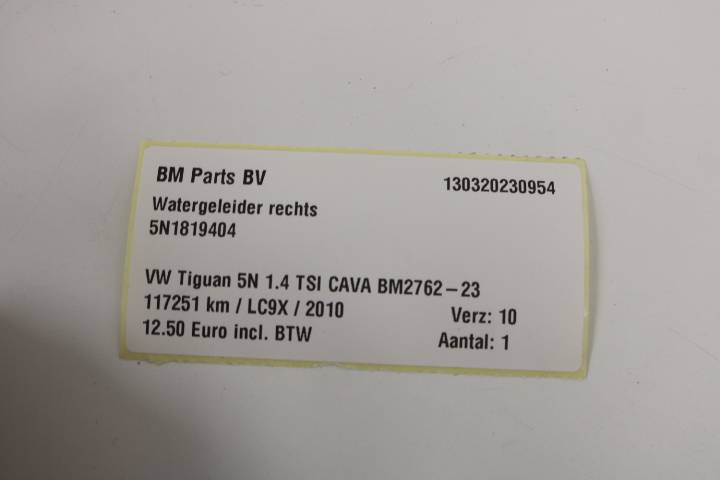 BM Parts BV 130320230954
Watergeleider rechts
5N1819404
VW Tiguan 5N 1.4 TSI CAVA BM2762-23
117251 km / LC9X / 2010 Verz: 10
12.50 Euro incl. BTW Aantal: 1